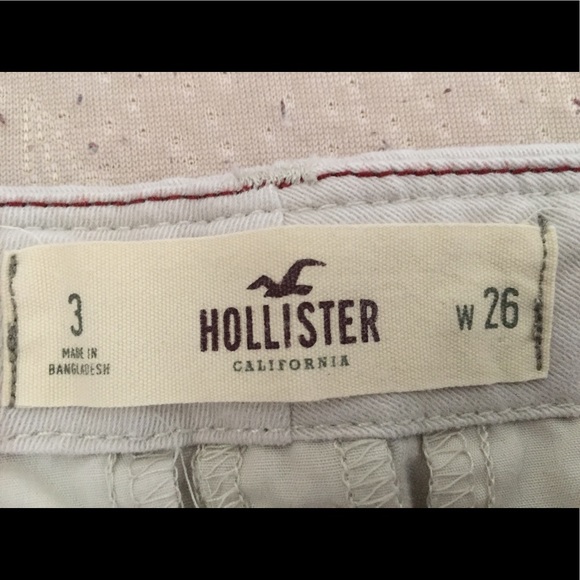 3
MADE IN
BANGLADESH
HOLLISTER
CALIFORNIA
W 26